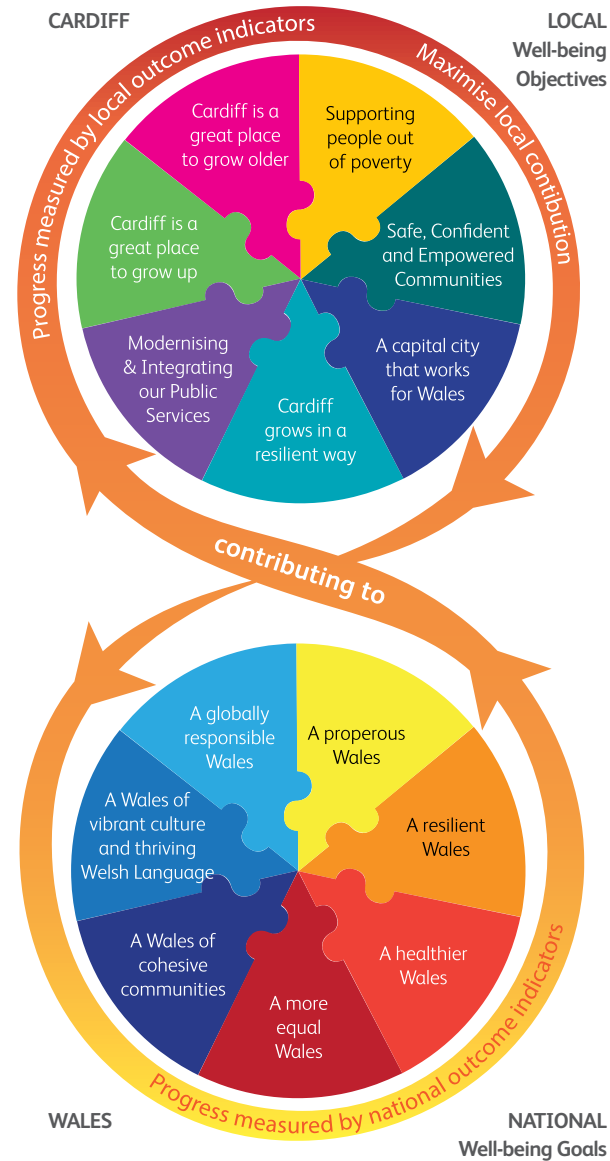 CARDIFF
LOCAL
Well-being
Objectives
Progress measured by local outcome indicators
Maximise local contibution
Cardiff is a
great place
to grow older
Supporting
people out
of poverty
Safe, Confident
and Empowered
Communities
A capital city
that works
for Wales
Cardiff
grows in a
resilient way
Modernising
& Integrating
our Public
Services
Cardiff is a
great place
to grow up
contributing to
A globally
responsible
Wales
A properous
Wales
A resilient
Wales
A healthier
Wales
A more
equal
Wales
A Wales of
cohesive
communities
A Wales of
vibrant culture
and thriving
Welsh Language
Progress measured by national outcome indicators
WALES
NATIONAL
Well-being Goals